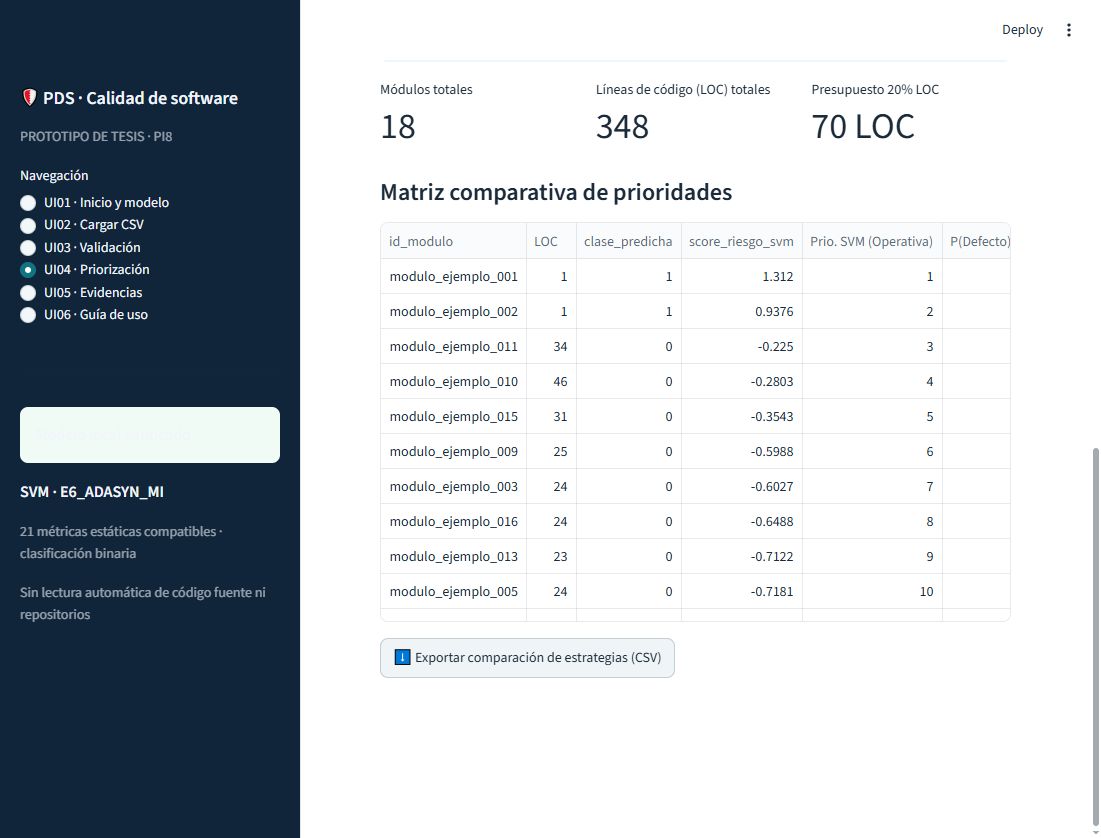 Deploy
PDS · Calidad de software
PROTOTIPO DE TESIS · PI8
Navegación
UI01 · Inicio y modelo
UI02 · Cargar CSV
UI03 · Validación
UI04 · Priorización
UI05 · Evidencias
UI06 · Guía de uso
SVM · E6_ADASYN_MI
21 métricas estáticas compatibles ·
clasificación binaria
Sin lectura automática de código fuente ni
repositorios
Módulos totales Líneas de código (LOC) totales Presupuesto 20% LOC
18 348 70 LOC
Matriz comparativa de prioridades
id_modulo LOC clase_predicha score_riesgo_svm Prio. SVM (Operativa) P(Defecto)
modulo_ejemplo_001 1 1 1.312 1
modulo_ejemplo_002 1 1 0.9376 2
modulo_ejemplo_011 34 0 -0.225 3
modulo_ejemplo_010 46 0 -0.2803 4
modulo_ejemplo_015 31 0 -0.3543 5
modulo_ejemplo_009 25 0 -0.5988 6
modulo_ejemplo_003 24 0 -0.6027 7
modulo_ejemplo_016 24 0 -0.6488 8
modulo_ejemplo_013 23 0 -0.7122 9
modulo_ejemplo_005 24 0 -0.7181 10
Exportar comparación de estrategias (CSV)